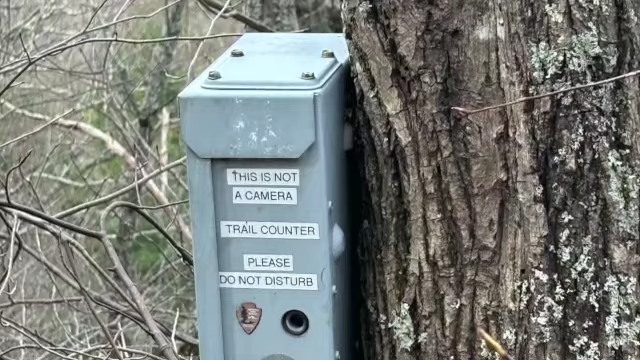 THIS IS NOT
A CAMERA
TRAIL COUNTER
PLEASE
DO NOT DISTURB